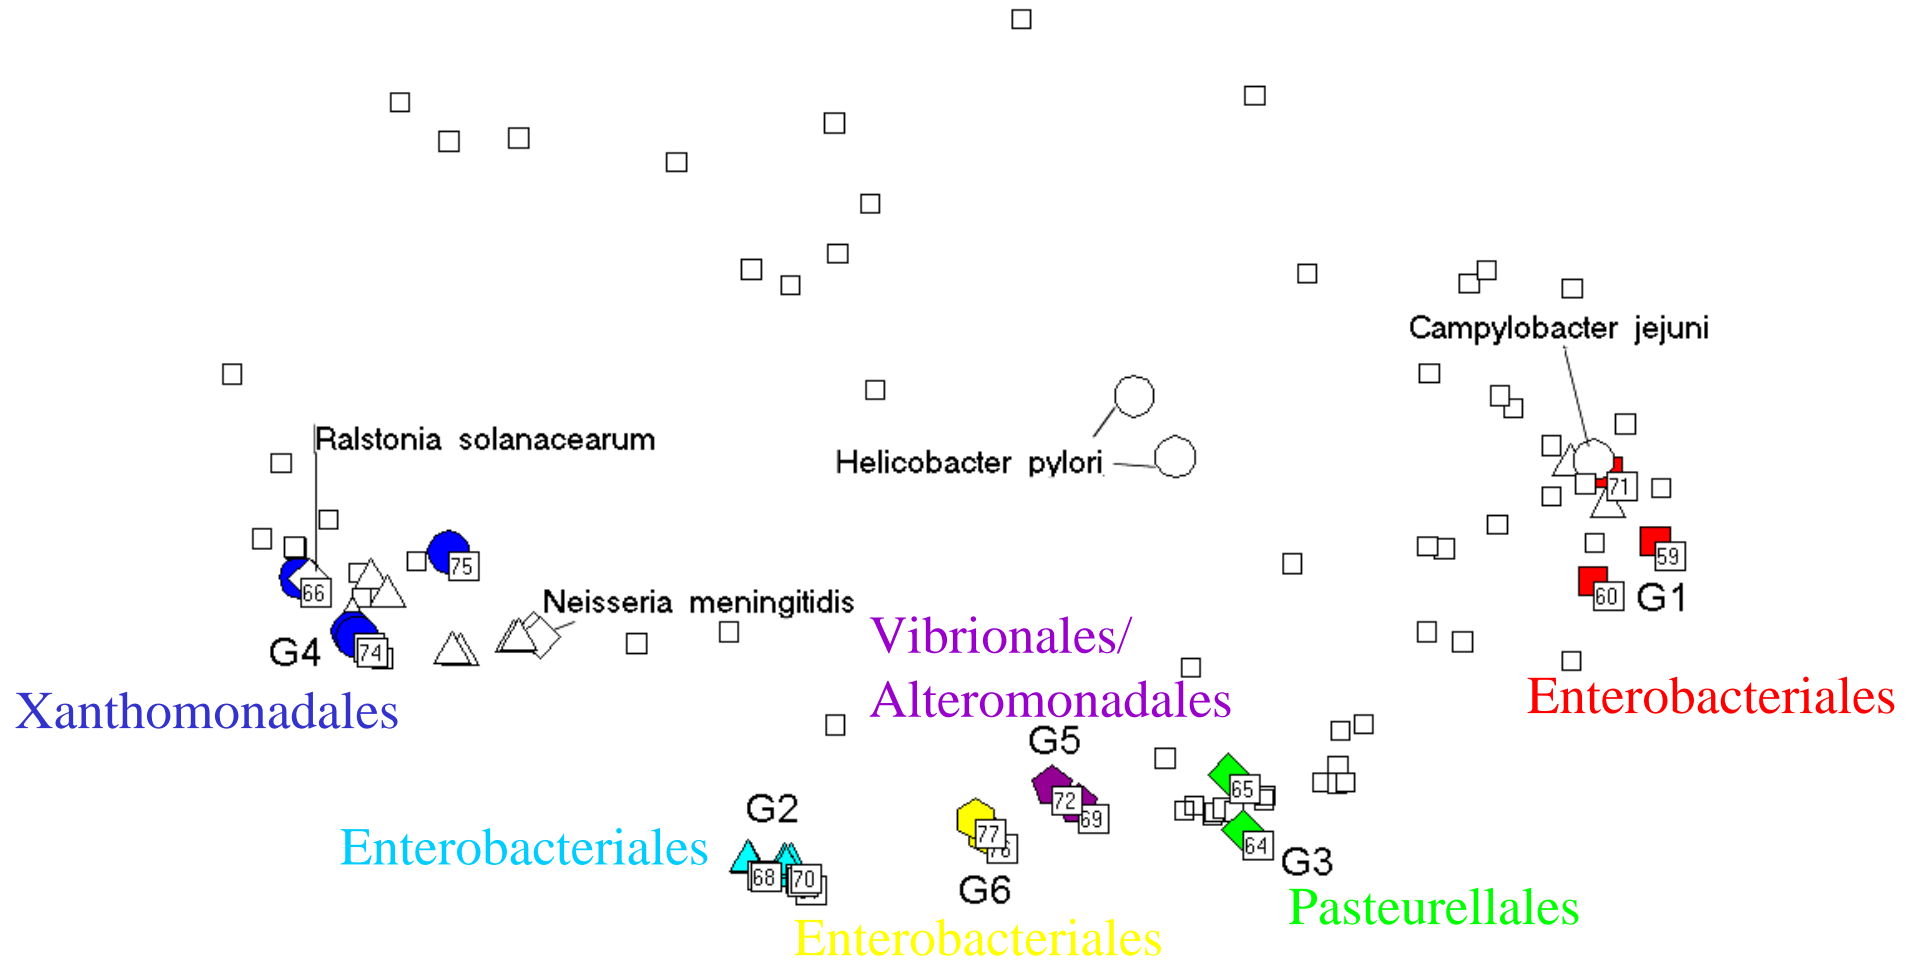 Campylobacter jejuni
Ralstonia solanacearum
Helicobacter pylori
71
75
59
66
60
G1
Neisseria meningitidis
Vibrionales/
Alteromonadales
G4
74
Xanthomonadales
Enterobacteriales
G5
65
72
69
G2
77
76
64
G3
Enterobacteriales
68
70
G6
Pasteurellales
Enterobacteriales